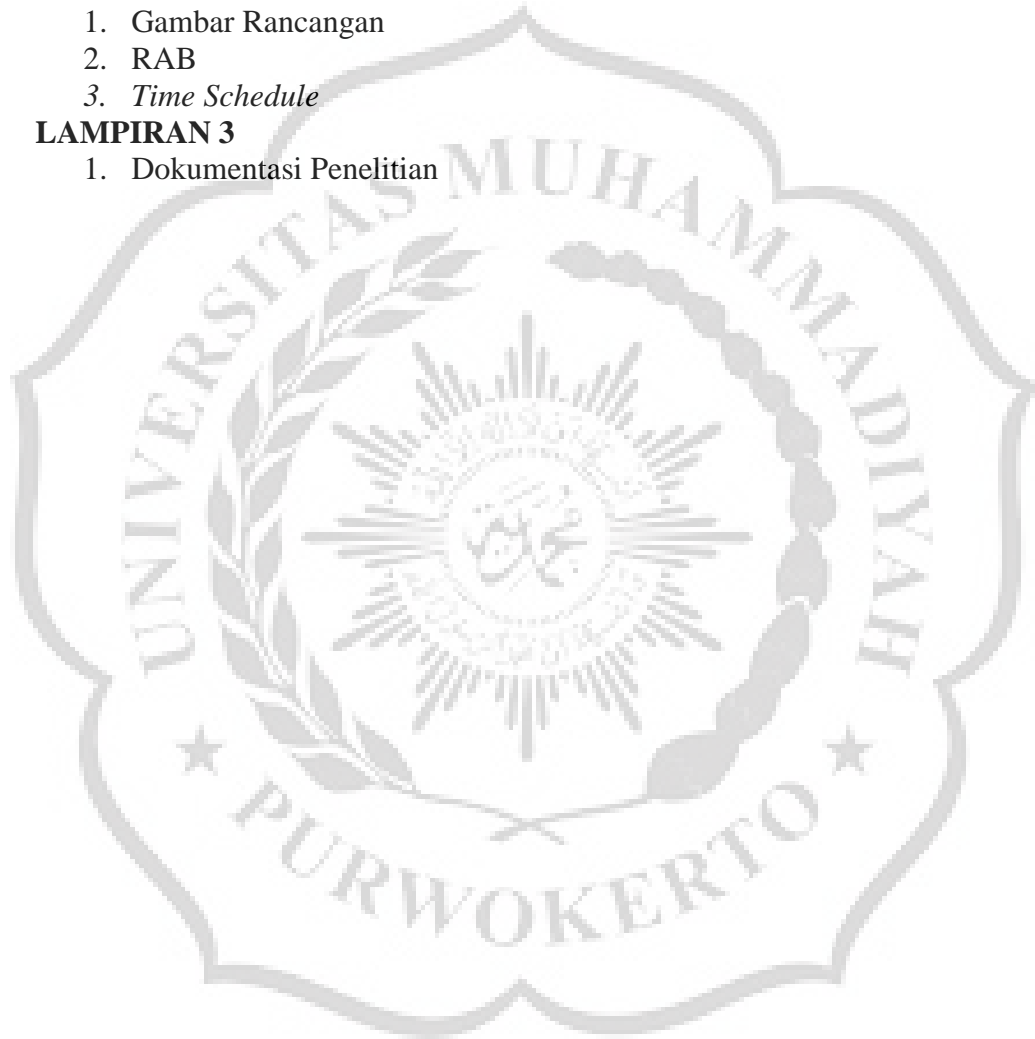 1. Gambar Rancangan
2. RAB
3. Time Schedule
LAMPIRAN 3
1. Dokumentasi Penelitian
UNIVERSITAS MUHAMMADIYAH
PURWOKERTO